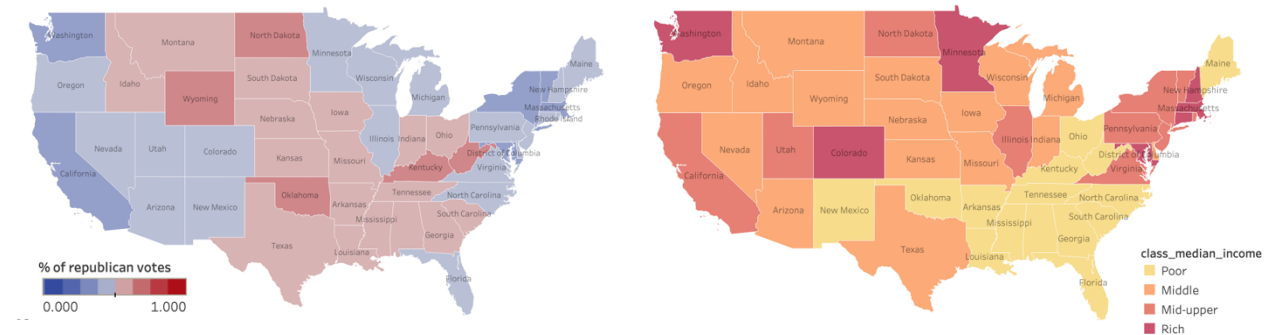 Washington
Montana
North Dakota
Minnesota
Maine
Oregon
Idaho
South Dakota
Wisconsin
Michigan
New Hampshire
Wyoming
Massachusetts
Rhode Island
Nebraska
Iowa
Pennsylvania
Nevada
Utah
Colorado
Illinois
Indiana
Ohio
District of Columbia
California
Kansas
Missouri
Kentucky
Virginia
Arizona
New Mexico
Oklahoma
Arkansas
Tennessee
North Carolina
Mississippi
South Carolina
Texas
Louisiana
Georgia
Florida
% of republican votes
0.000 1.000
Washington
Montana
North Dakota
Minnesota
Maine
Oregon
Idaho
South Dakota
Wisconsin
Michigan
New Hampshire
Wyoming
Massachusetts
Nebraska
Iowa
Pennsylvania
Nevada
Utah
Colorado
Illinois
Indiana
Ohio
District of Columbia
California
Kansas
Missouri
Kentucky
Virginia
Arizona
New Mexico
Oklahoma
Arkansas
Tennessee
North Carolina
Mississippi
South Carolina
Texas
Louisiana
Georgia
Florida
class_median_income
Poor
Middle
Mid-upper
Rich